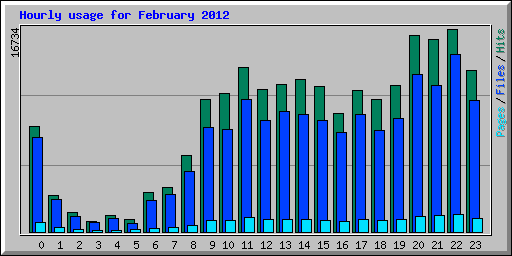 Hourly usage for February 2012
16734
Pages / Files / Hits
0 1 2 3 4 5 6 7 8 9 10 11 12 13 14 15 16 17 18 19 20 21 22 23